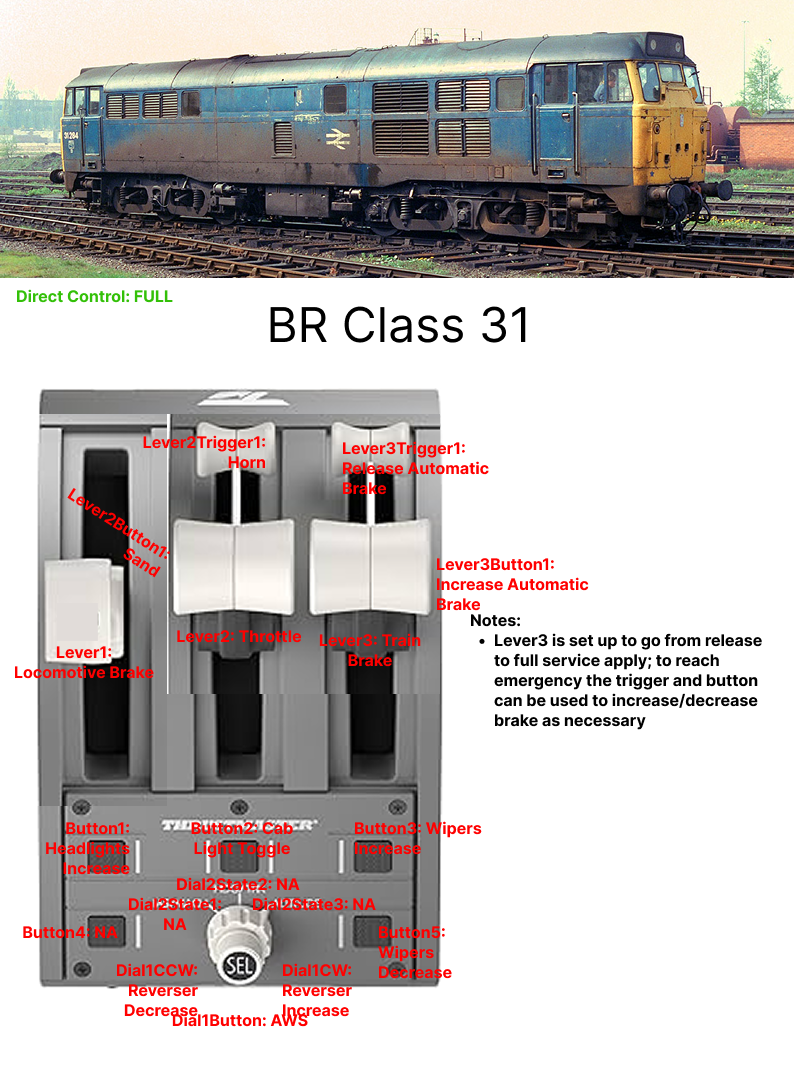 31 284
Direct Control: FULL
BR Class 31
Lever2Trigger1:
Horn
Lever3Trigger1:
Release Automatic
Brake
Lever2Button1:
Sand
Lever3Button1:
Increase Automatic
Brake
Lever2: Throttle
Lever3: Train
Brake
Lever1:
Locomotive Brake
Notes:
• Lever3 is set up to go from release
to full service apply; to reach
emergency the trigger and button
can be used to increase/decrease
brake as necessary
THRUSTMASTER
Button1:
Headlights
Increase
Button2: Cab
Light Toggle
Button3: Wipers
Increase
Dial2State2: NA
Dial2State1:
NA
Dial2State3: NA
Button4: NA
Button5:
Wipers
Decrease
SEL
Dial1CCW:
Reverser
Decrease
Dial1CW:
Reverser
Increase
Dial1Button: AWS